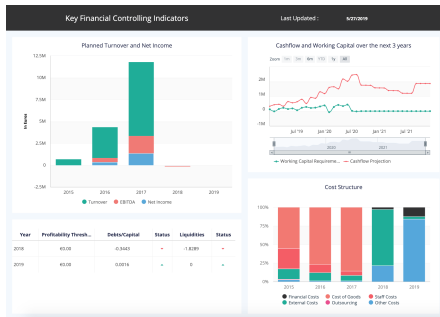 Key Financial Controlling Indicators
Last Updated :
5/27/2019
Planned Turnover and Net Income
12.5M
10M
7.5M
5M
2.5M
0
-2.5M
in euros
2015
2016
2017
2018
2019
Turnover
EBITDA
Net Income
Cashflow and Working Capital over the next 3 years
Zoom
YTD
1y
All
2M
1M
0
-1M
Jul '19
Jan '20
Jul '20
Jan '21
Jul '21
2020
2021
Working Capital Requireme...
Cashflow Projection
Year
Profitability Thresh...
Debts/Capital
Status
Liquidities
Status
2018
€0.00
-0.3443
-1.8289
2019
€0.00
0.0016
0
Cost Structure
100%
75%
50%
25%
0%
2015
2016
2017
2018
2019
Financial Costs
Cost of Goods
Staff Costs
External Costs
Outsourcing
Other Costs